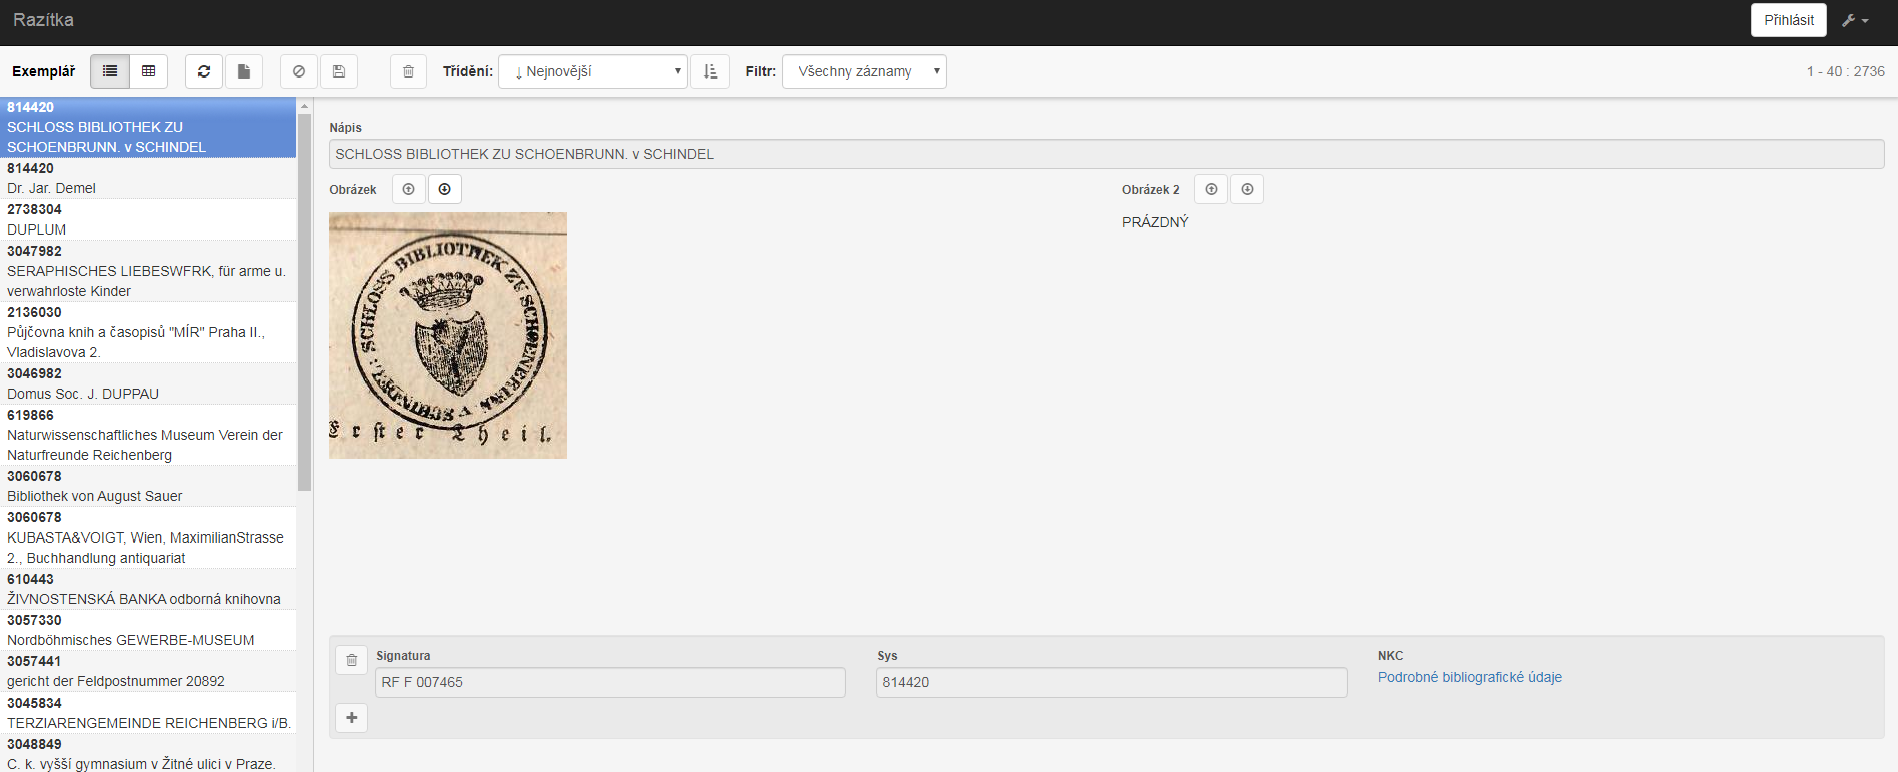 Razítka
Přihlásit
Exemplář
Třídění:
↓ Nejnovější
Filtr:
Všechny záznamy
1 - 40 : 2736
814420
SCHLOSS BIBLIOTHEK ZU
SCHOENBRUNN. v SCHINDEL
814420
Dr. Jar. Demel
2738304
DUPLUM
3047982
SERAPHISCHES LIEBESWFRK, für arme u.
verwahrloste Kinder
2136030
Půjčovna knih a časopisů "MÍR" Praha II.,
Vladislavova 2.
3046982
Domus Soc. J. DUPPAU
619866
Naturwissenschaftliches Museum Verein der
Naturfreunde Reichenberg
3060678
Bibliothek von August Sauer
3060678
KUBASTA&VOIGT, Wien, MaximilianStrasse
2., Buchhandlung antiquariat
610443
ŽIVNOSTENSKÁ BANKA odborná knihovna
3057330
Nordböhmisches GEWERBE-MUSEUM
3057441
gericht der Feldpostnummer 20892
3045834
TERZIARENGEMEINDE REICHENBERG i/B.
3048849
C. k. vyšší gymnasium v Žitné ulici v Praze.
Nápis
SCHLOSS BIBLIOTHEK ZU SCHOENBRUNN. v SCHINDEL
Obrázek
Obrázek 2
PRÁZDNÝ
SCHLOSS BIBLIOTHEK ZU SCHOENBRUNN v SCHINDEL
Erster Theil.
Signatura
RF F 007465
Sys
814420
NKC
Podrobné bibliografické údaje